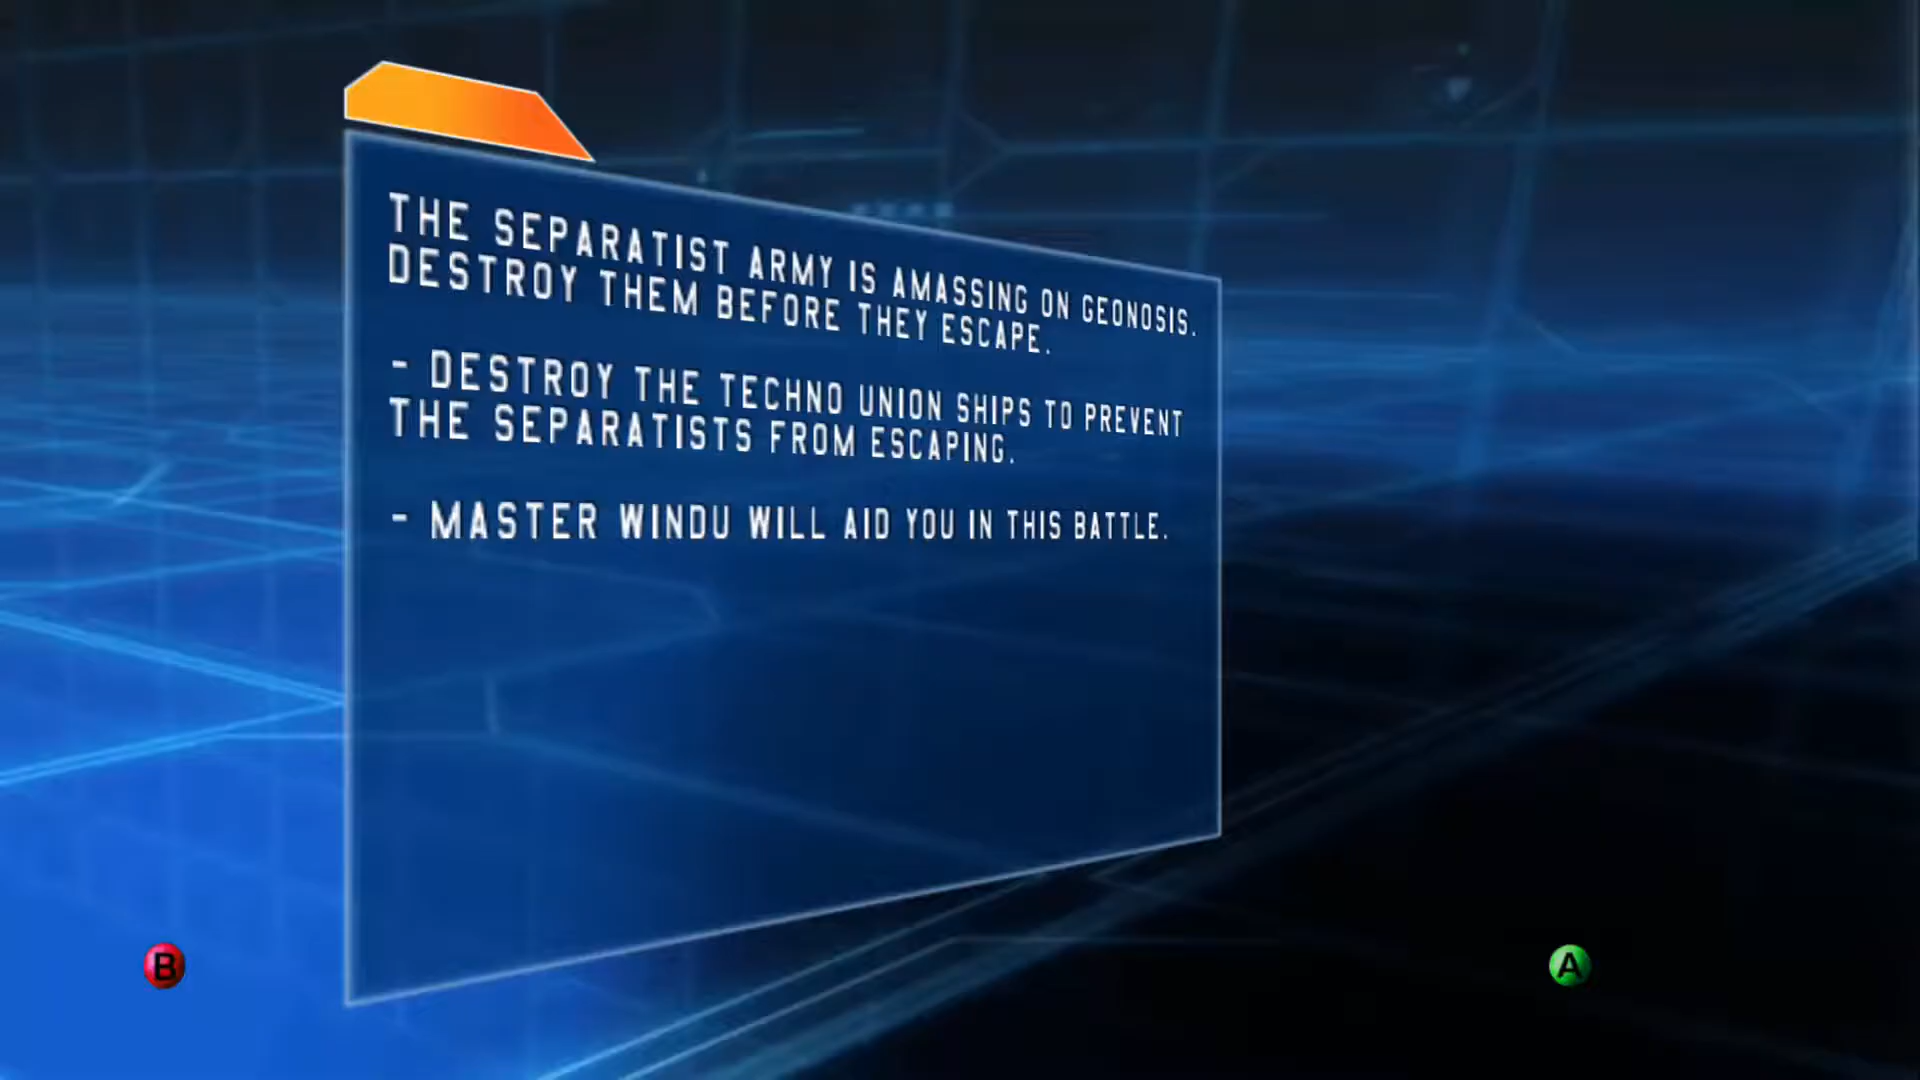 THE SEPARATIST ARMY IS AMASSING ON GEONOSIS.
DESTROY THEM BEFORE THEY ESCAPE.
- DESTROY THE TECHNO UNION SHIPS TO PREVENT
THE SEPARATISTS FROM ESCAPING.
- MASTER WINDU WILL AID YOU IN THIS BATTLE.
B
A